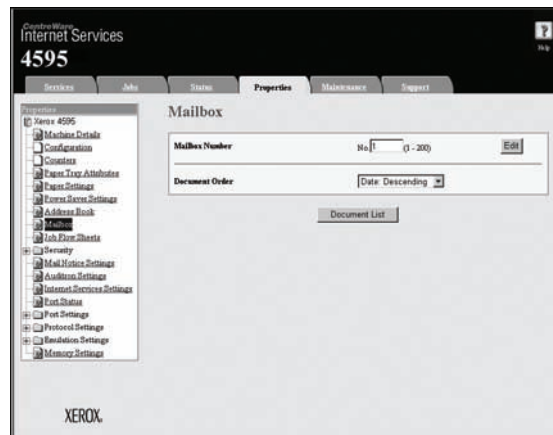 CentreWare
Internet Services
4595
?
Help
Services Jobs Status Properties Maintenance Support
Properties
Xerox 4595
Machine Details
Configuration
Counters
Paper Tray Attributes
Paper Settings
Power Saver Settings
Address Book
Mailbox
Job Flow Sheets
Security
Mail Notice Settings
Auditron Settings
Internet Services Settings
Port Status
Port Settings
Protocol Settings
Emulation Settings
Memory Settings
Mailbox
Mailbox Number No. 1 (1 - 200) Edit
Document Order Date: Descending
Document List
XEROX.